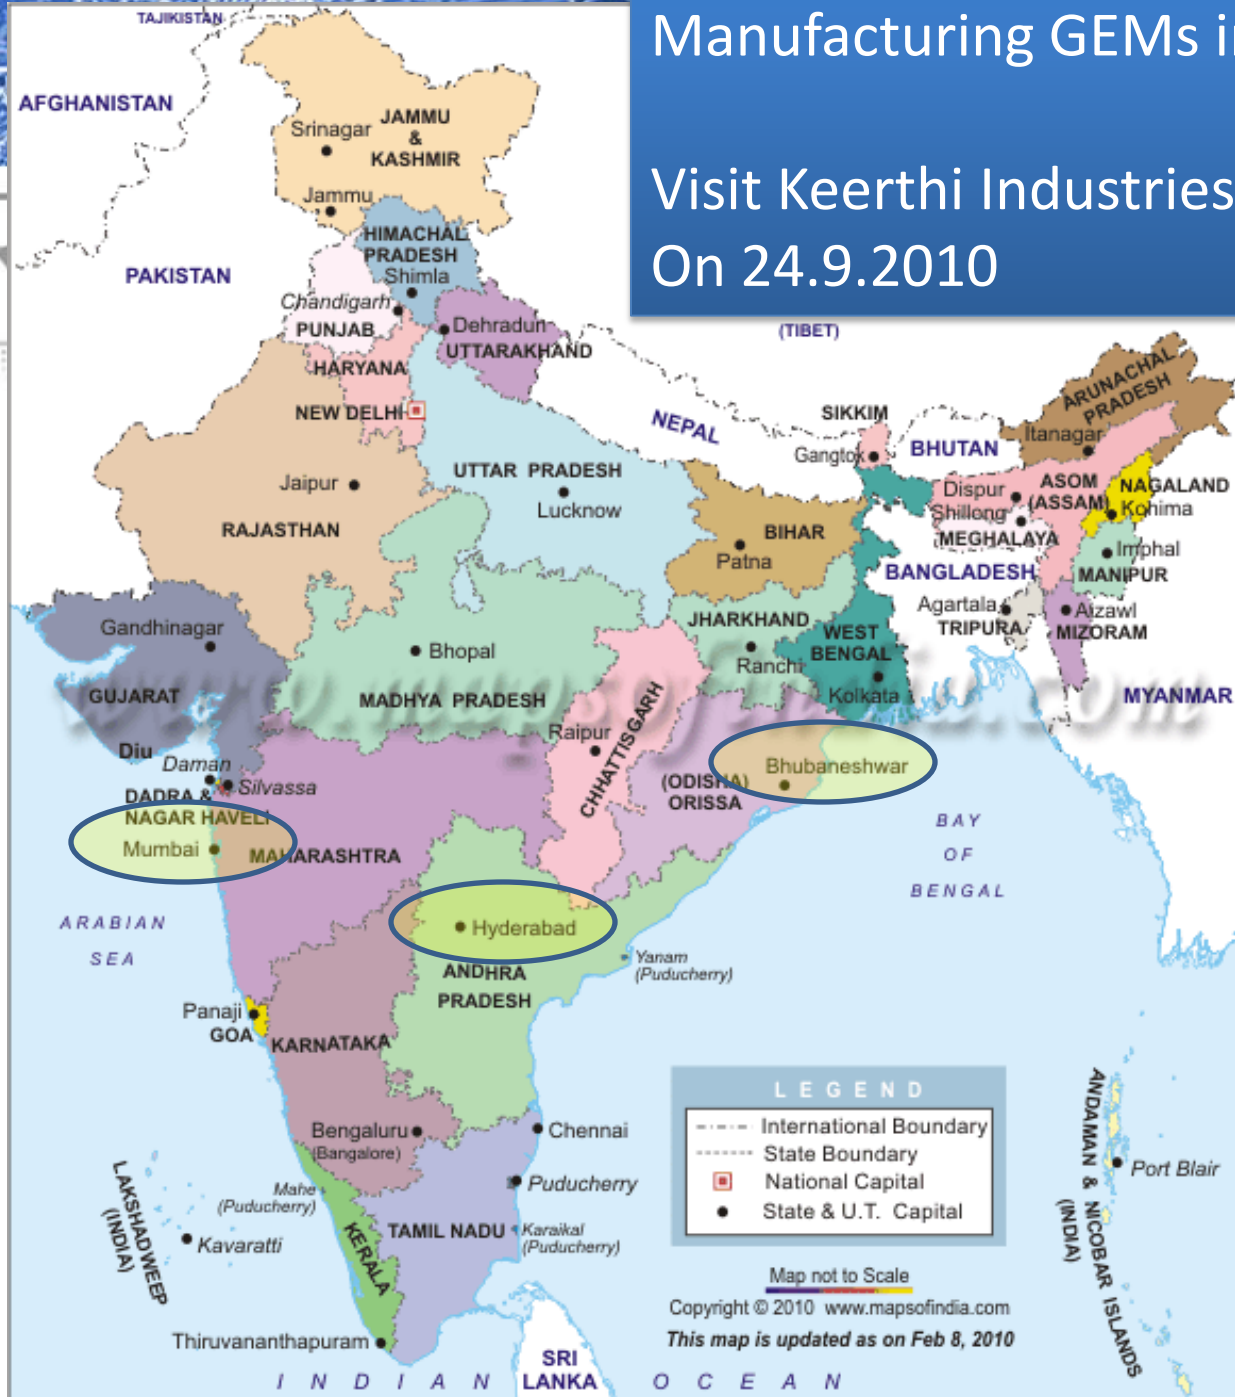 Manufacturing GEMs in
Visit Keerthi Industries
On 24.9.2010
TAJIKISTAN
AFGHANISTAN
JAMMU
&
KASHMIR
Srinagar
Jammu
HIMACHAL
PRADESH
Shimla
PAKISTAN
Chandigarh
PUNJAB
Dehradun
UTTARAKHAND
(TIBET)
HARYANA
NEW DELHI
NEPAL
SIKKIM
Gangtok
BHUTAN
ARUNACHAL
PRADESH
Itanagar
UTTAR PRADESH
Lucknow
Jaipur
RAJASTHAN
BIHAR
Patna
Dispur
Shillong
MEGHALAYA
ASOM
(ASSAM)
NAGALAND
Kohima
Imphal
MANIPUR
BANGLADESH
Agartala
TRIPURA
Aizawl
MIZORAM
Gandhinagar
GUJARAT
Bhopal
MADHYA PRADESH
JHARKHAND
Ranchi
WEST
BENGAL
Kolkata
MYANMAR
www.mapsofindia.com
Diu
Daman
Silvassa
DADRA &
NAGAR HAVELI
Raipur
CHHATTISGARH
Bhubaneshwar
(ODISHA)
ORISSA
Mumbai
MAHARASHTRA
BAY
OF
BENGAL
ARABIAN
SEA
Hyderabad
ANDHRA
PRADESH
Yanam
(Puducherry)
Panaji
GOA
KARNATAKA
Bengaluru
(Bangalore)
Chennai
Mahe
(Puducherry)
Puducherry
TAMIL NADU
Karaikal
(Puducherry)
KERALA
LAKSHADWEEP
(INDIA)
Kavaratti
Thiruvananthapuram
LEGEND
International Boundary
State Boundary
National Capital
State & U.T. Capital
ANDAMAN & NICOBAR ISLANDS
(INDIA)
Port Blair
Map not to Scale
Copyright © 2010 www.mapsofindia.com
This map is updated as on Feb 8, 2010
SRI
LANKA
INDIAN OCEAN